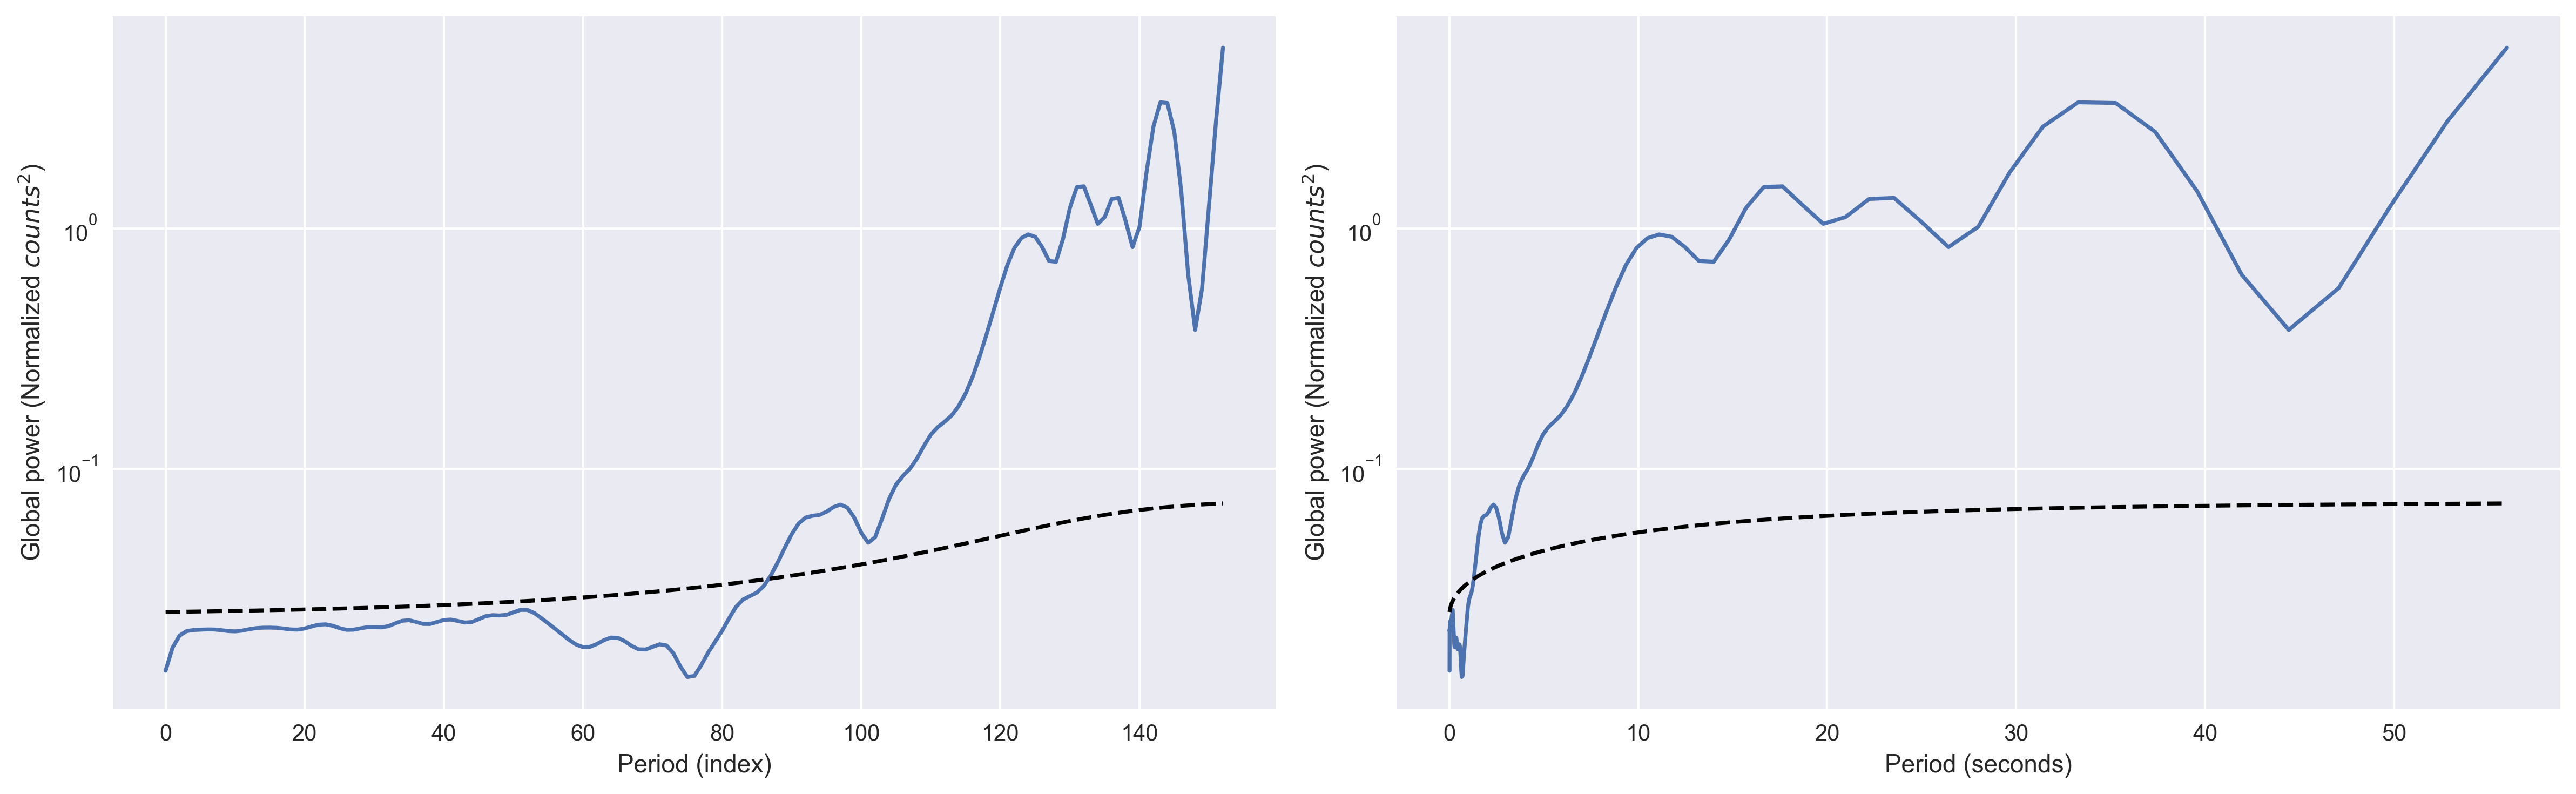 Global power (Normalized counts²)
10⁰
10⁻¹
0 20 40 60 80 100 120 140
Period (index)
Global power (Normalized counts²)
10⁰
10⁻¹
0 10 20 30 40 50
Period (seconds)